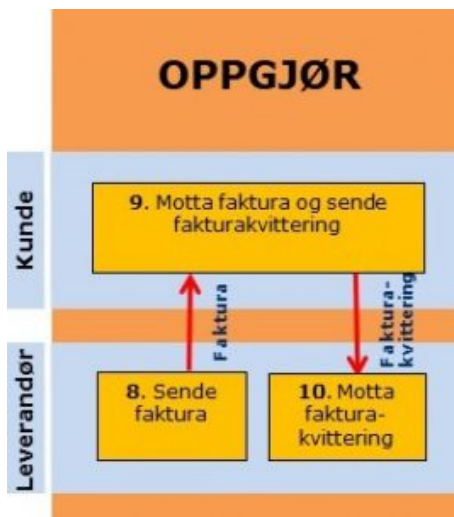 OPPGJØR
Kunde
9. Motta faktura og sende
fakturakvittering
Faktura
Faktura-
kvittering
Leverandør
8. Sende
faktura
10. Motta
faktura-
kvittering